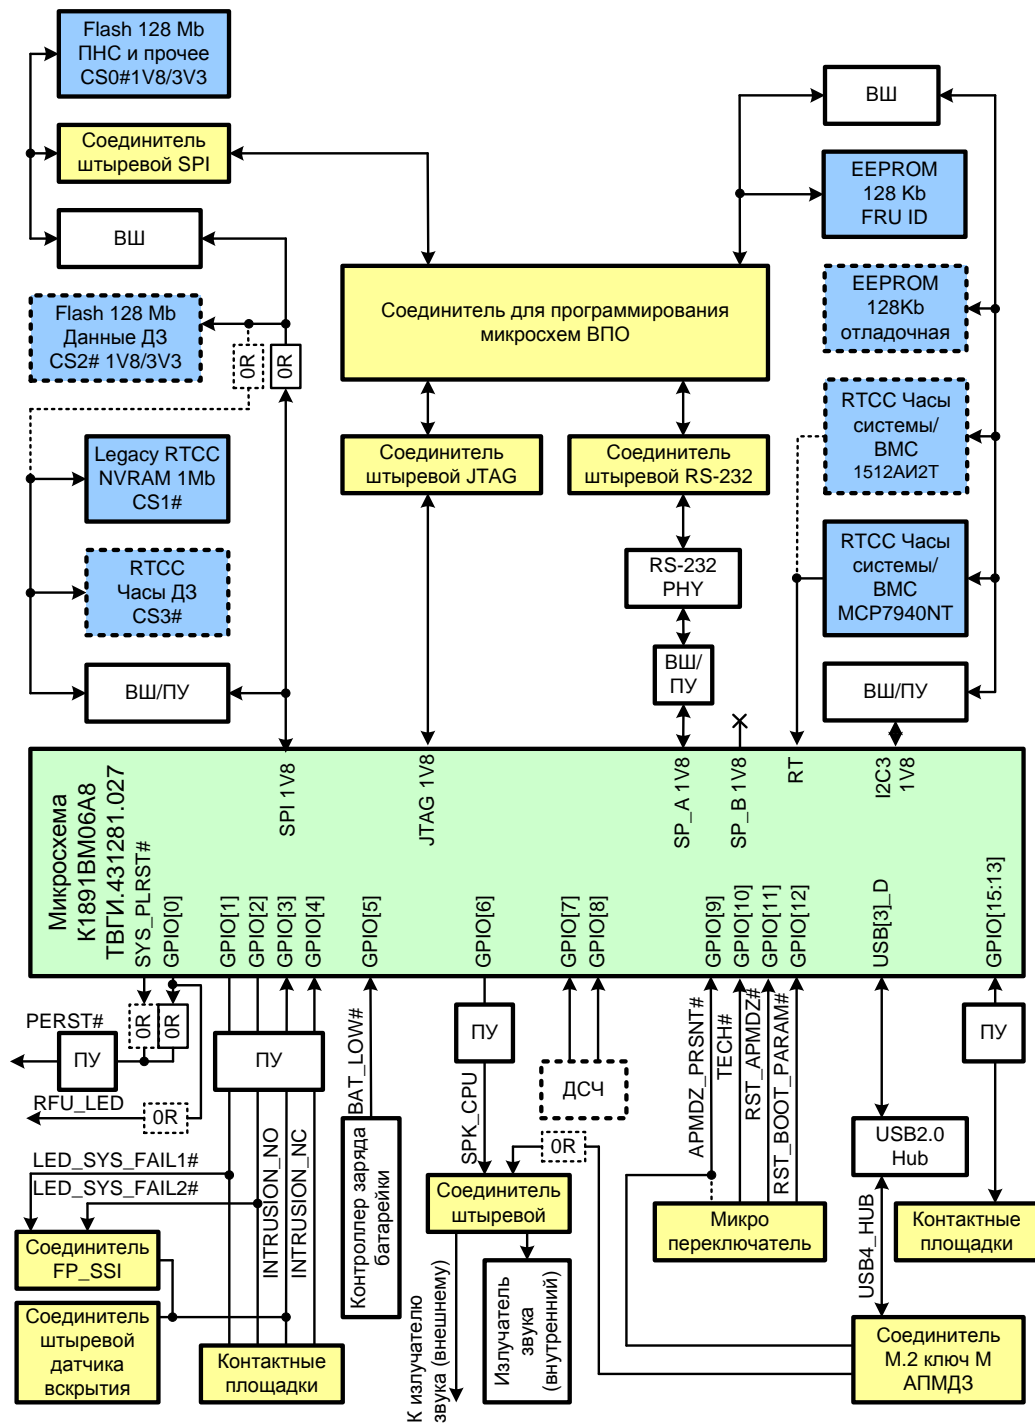 Flash 128 Mb
ПНС и прочее
CS0#1V8/3V3
Соединитель
штыревой SPI
ВШ
Flash 128 Mb
Данные ДЗ
CS2# 1V8/3V3
0R
0R
Legacy RTCC
NVRAM 1Mb
CS1#
RTCC
Часы ДЗ
CS3#
ВШ/ПУ
Соединитель для программирования
микросхем ВПО
Соединитель
штыревой JTAG
Соединитель
штыревой RS-232
RS-232
PHY
ВШ/
ПУ
ВШ
EEPROM
128 Kb
FRU ID
EEPROM
128Kb
отладочная
RTCC Часы
системы/
BMC
1512АИ2Т
RTCC Часы
системы/
BMC
MCP7940NT
ВШ/ПУ
Микросхема
К1891ВМ06А8
ТВГИ.431281.027
SPI 1V8
JTAG 1V8
SP_A 1V8
SP_B 1V8
RT
I2C3
1V8
SYS_PLRST#
GPIO[0]
GPIO[1]
GPIO[2]
GPIO[3]
GPIO[4]
GPIO[5]
GPIO[6]
GPIO[7]
GPIO[8]
GPIO[9]
GPIO[10]
GPIO[11]
GPIO[12]
USB[3]_D
GPIO[15:13]
PERST#
ПУ
0R
0R
RFU_LED
0R
ПУ
LED_SYS_FAIL1#
LED_SYS_FAIL2#
INTRUSION_NO
INTRUSION_NC
Соединитель
FP_SSI
Соединитель
штыревой
датчика
вскрытия
Контактные
площадки
BAT_LOW#
Контроллер заряда
батарейки
ПУ
SPK_CPU
0R
Соединитель
штыревой
К излучателю
звука (внешнему)
Излучатель
звука
(внутренний)
ДСЧ
APMDZ_PRSNT#
TECH#
RST_APMDZ#
RST_BOOT_PARAM#
Микро
переключатель
USB2.0
Hub
USB4_HUB
Соединитель
М.2 ключ М
АПМДЗ
ПУ
Контактные
площадки